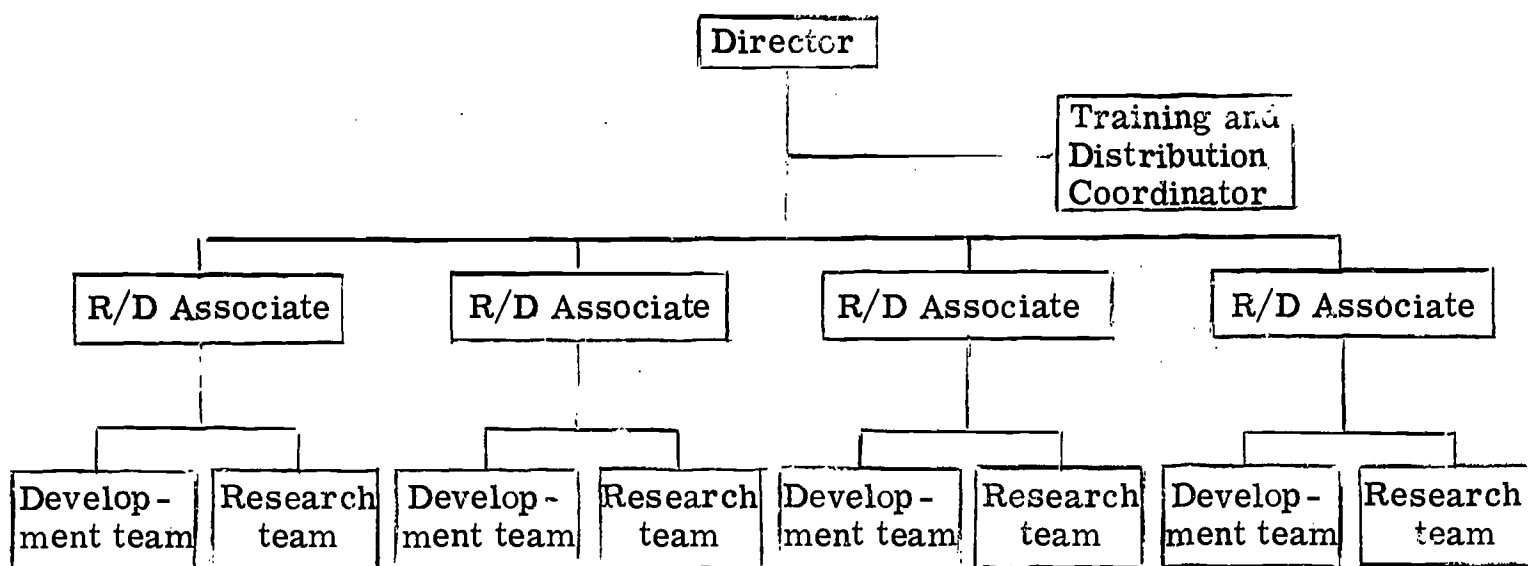 Director
Training and
Distribution
Coordinator
R/D Associate
R/D Associate
R/D Associate
R/D Associate
Develop-
ment team
Research
team
Develop-
ment team
Research
team
Develop-
ment team
Research
team
Develop-
ment team
Research
team